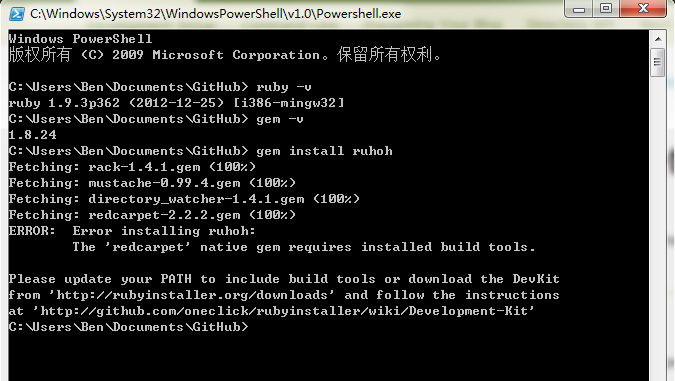 C:\Windows\System32\WindowsPowerShell\v1.0\Powershell.exe
Windows PowerShell
版权所有 (C) 2009 Microsoft Corporation。保留所有权利。
C:\Users\Ben\Documents\GitHub> ruby -v
ruby 1.9.3p362 (2012-12-25) [i386-mingw32]
C:\Users\Ben\Documents\GitHub> gem -v
1.8.24
C:\Users\Ben\Documents\GitHub> gem install ruhoh
Fetching: rack-1.4.1.gem (100%)
Fetching: mustache-0.99.4.gem (100%)
Fetching: directory_watcher-1.4.1.gem (100%)
Fetching: redcarpet-2.2.2.gem (100%)
ERROR:  Error installing ruhoh:
        The 'redcarpet' native gem requires installed build tools.
Please update your PATH to include build tools or download the DevKit
from 'http://rubyinstaller.org/downloads' and follow the instructions
at 'http://github.com/oneclick/rubyinstaller/wiki/Development-Kit'
C:\Users\Ben\Documents\GitHub>